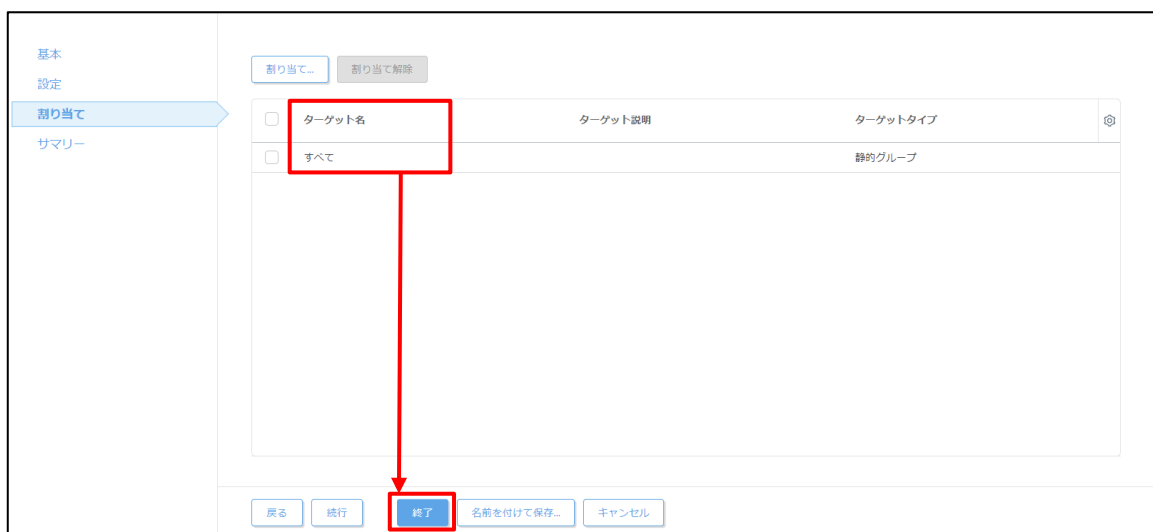 基本
設定
割り当て
サマリー
割り当て... 割り当て解除
ターゲット名 ターゲット説明 ターゲットタイプ
すべて 静的グループ
戻る 続行 終了 名前を付けて保存... キャンセル